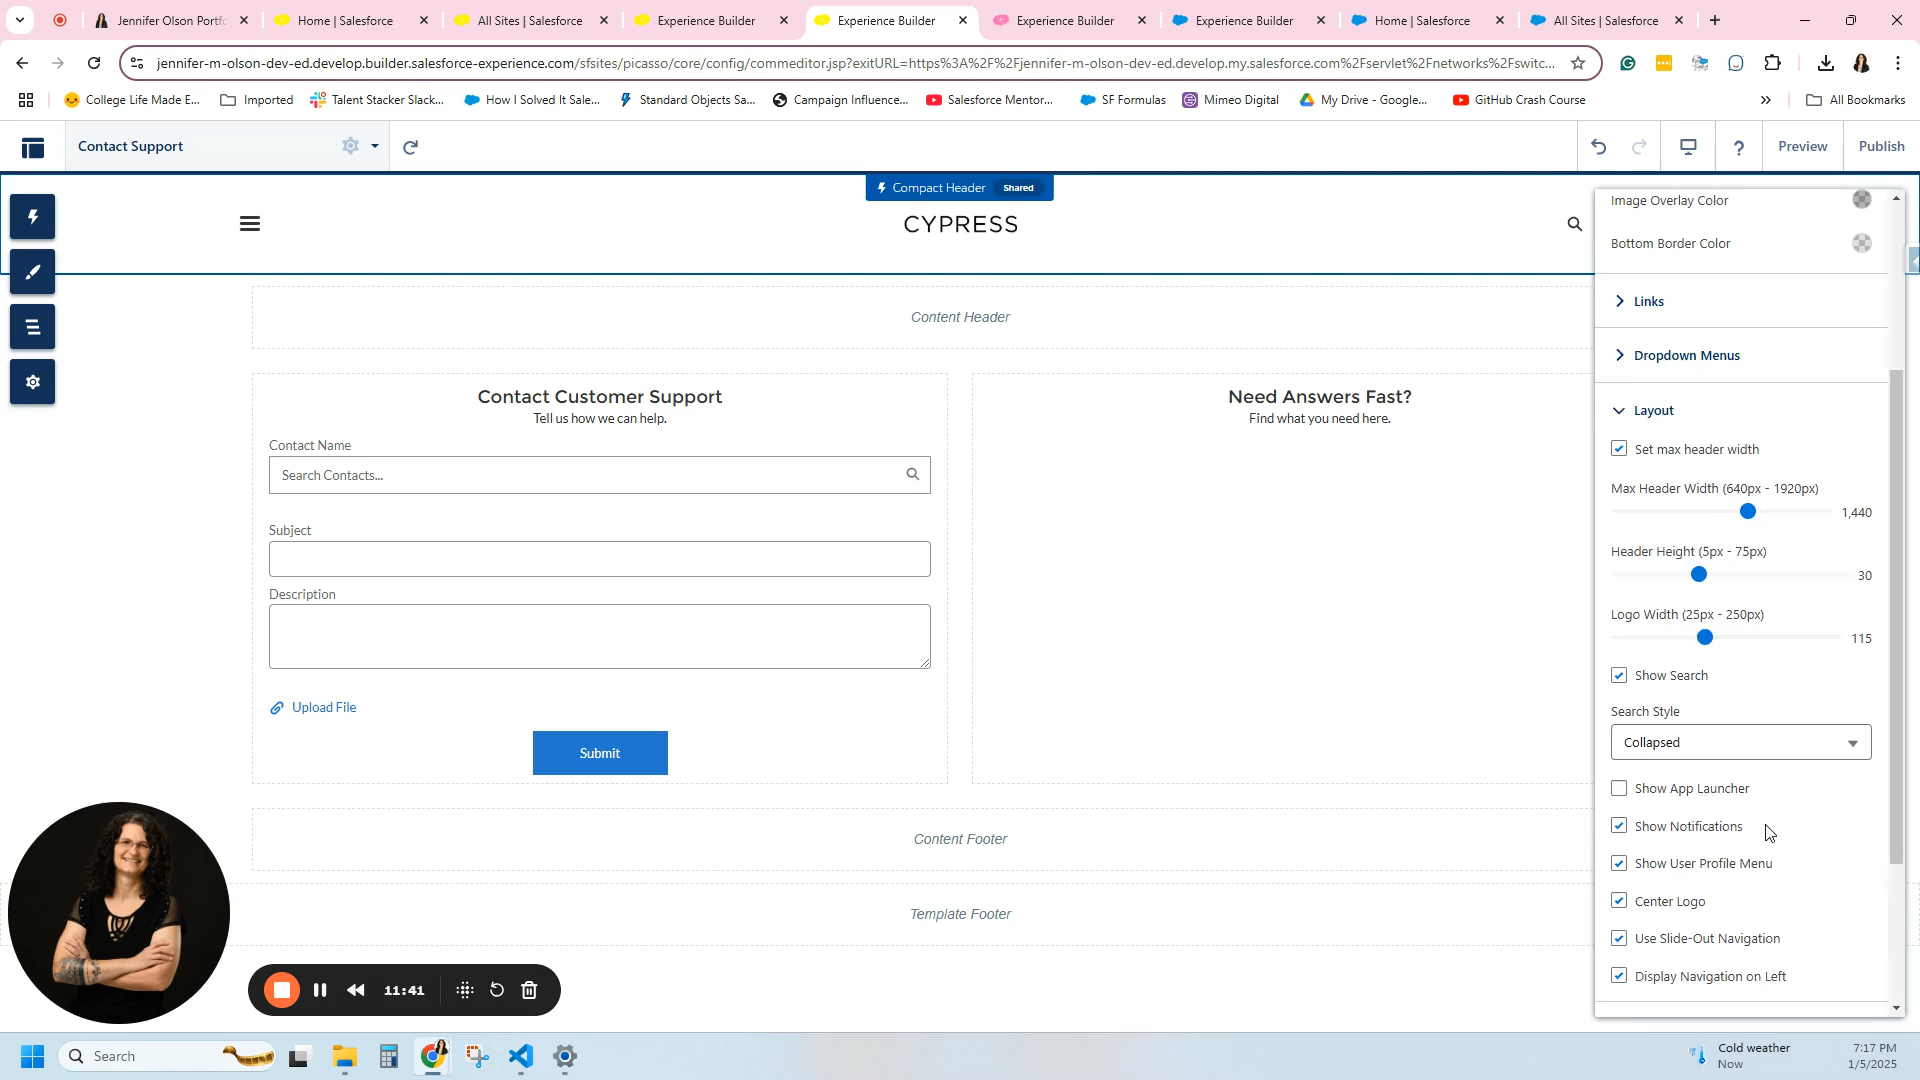 Jennifer Olson Portfo
Home | Salesforce
All Sites | Salesforce
Experience Builder
Experience Builder
Experience Builder
Experience Builder
Home | Salesforce
All Sites | Salesforce
jennifer-m-olson-dev-ed.develop.builder.salesforce-experience.com/sfsites/picasso/core/config/commeditor.jsp?exitURL=https%3A%2F%2Fjennifer-m-olson-dev-ed.develop.my.salesforce.com%2Fservlet%2Fnetworks%2Fswitc...
College Life Made E...
Imported
Talent Stacker Slack...
How I Solved It Sale...
Standard Objects Sa...
Campaign Influence...
Salesforce Mentor...
SF Formulas
Mimeo Digital
My Drive - Google...
GitHub Crash Course
All Bookmarks
Contact Support
Preview
Publish
Compact Header Shared
CYPRESS
Content Header
Contact Customer Support
Tell us how we can help.
Contact Name
Search Contacts...
Subject
Description
Upload File
Submit
Need Answers Fast?
Find what you need here.
Content Footer
Template Footer
Image Overlay Color
Bottom Border Color
Links
Dropdown Menus
Layout
Set max header width
Max Header Width (640px - 1920px)
1,440
Header Height (5px - 75px)
30
Logo Width (25px - 250px)
115
Show Search
Search Style
Collapsed
Show App Launcher
Show Notifications
Show User Profile Menu
Center Logo
Use Slide-Out Navigation
Display Navigation on Left
11:41
Search
Cold weather
Now
7:17 PM
1/5/2025